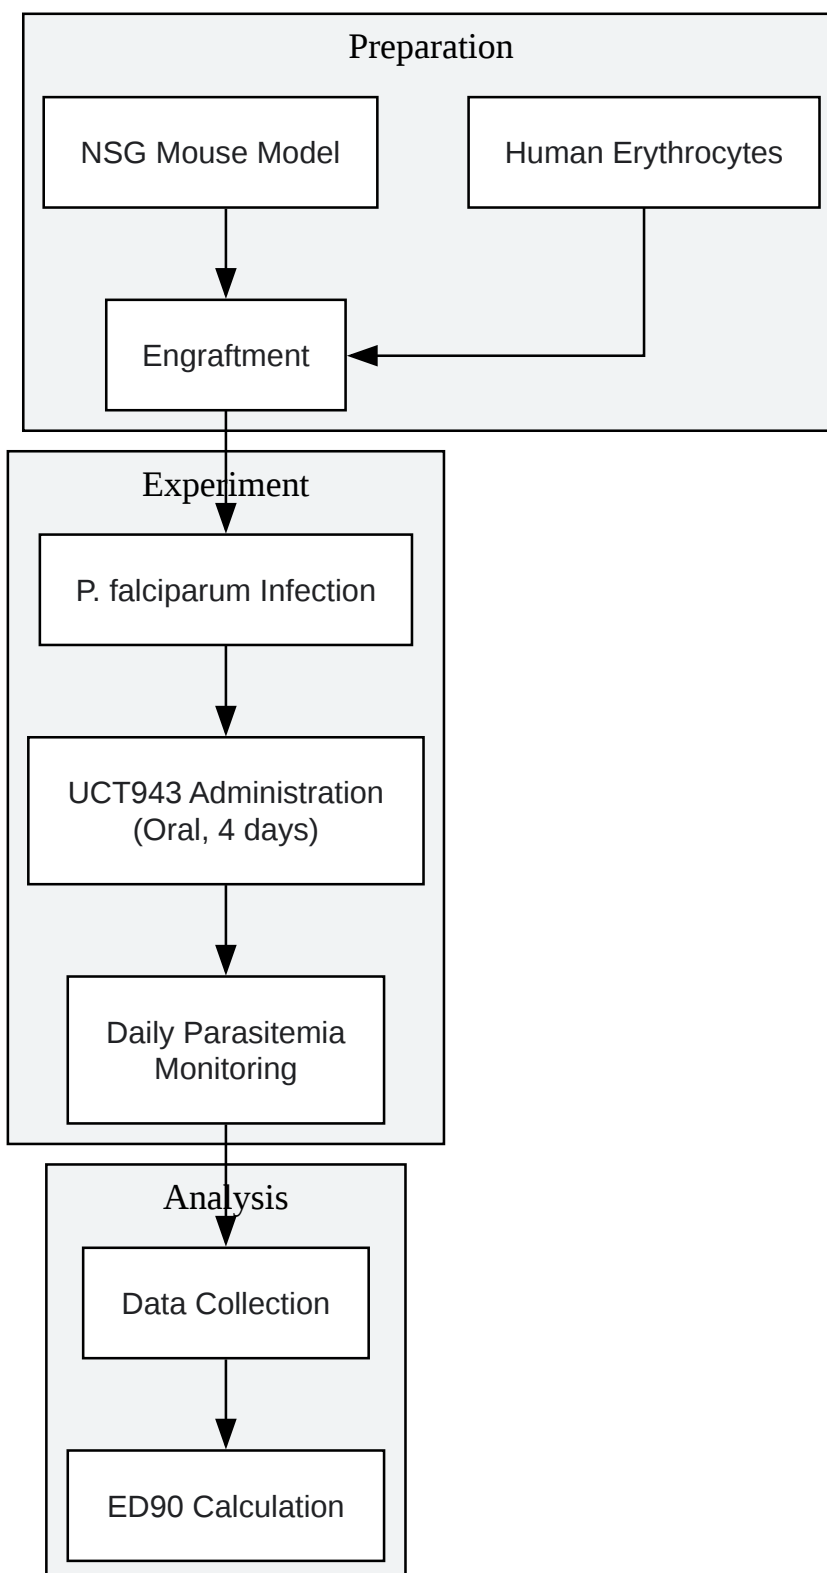 Preparation
NSG Mouse Model
Human Erythrocytes
Engraftment
Experiment
P. falciparum Infection
UCT943 Administration
(Oral, 4 days)
Daily Parasitemia
Monitoring
Analysis
Data Collection
ED90 Calculation